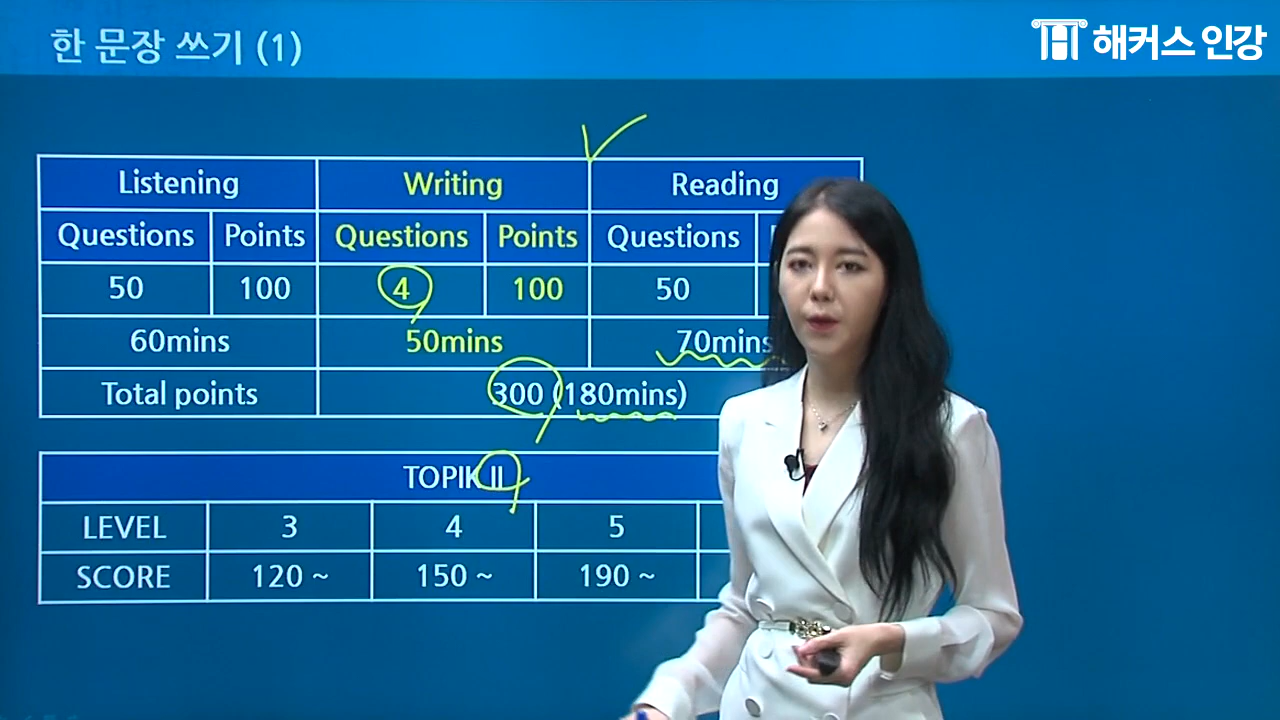 한 문장 쓰기 (1)
해커스 인강
Listening Writing Reading
Questions Points Questions Points Questions
50 100 4 100 50
60mins 50mins 70mins
Total points 300 (180mins)
TOPIK II
LEVEL 3 4 5
SCORE 120 ~ 150 ~ 190 ~